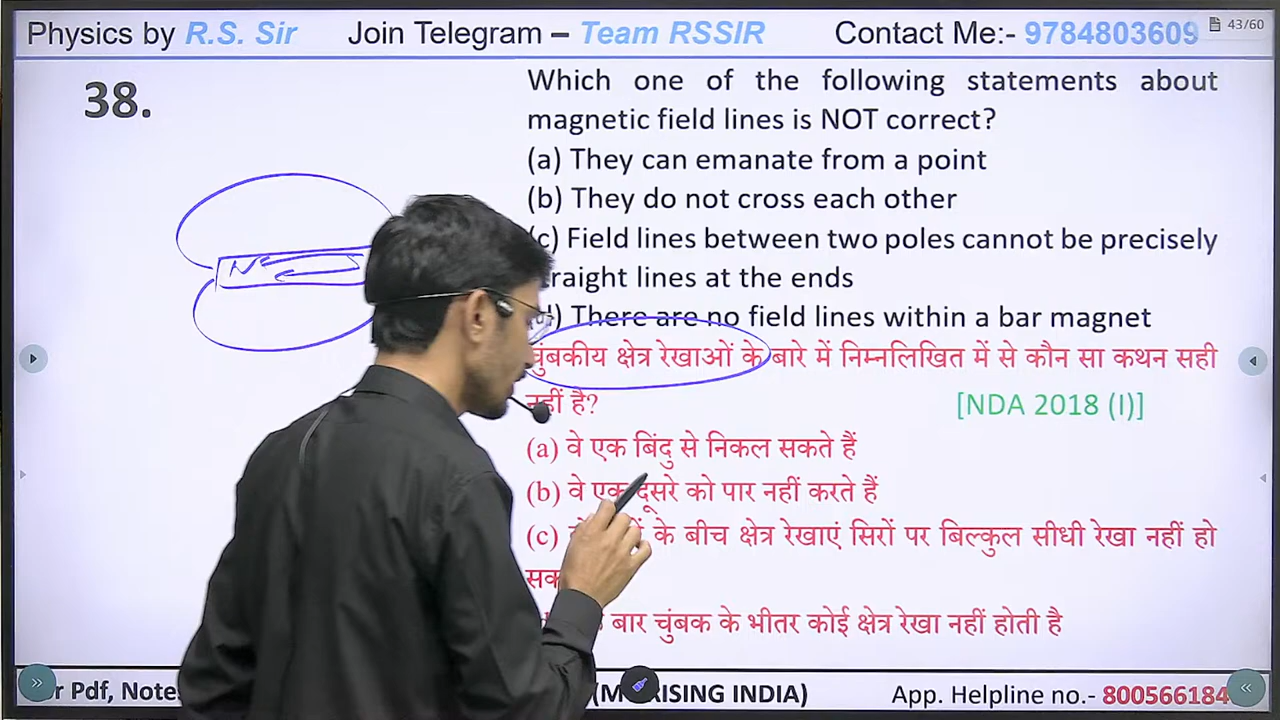 Physics by R.S. Sir Join Telegram – Team RSSIR Contact Me:- 9784803609 43/60
38.
Which one of the following statements about
magnetic field lines is NOT correct?
(a) They can emanate from a point
(b) They do not cross each other
(c) Field lines between two poles cannot be precisely
straight lines at the ends
(d) There are no field lines within a bar magnet
N
चुंबकीय क्षेत्र रेखाओं के बारे में निम्नलिखित में से कौन सा कथन सही
नहीं है? [NDA 2018 (I)]
(a) वे एक बिंदु से निकल सकते हैं
(b) वे एक दूसरे को पार नहीं करते हैं
(c) के बीच क्षेत्र रेखाएं सिरों पर बिल्कुल सीधी रेखा नहीं हो
बार चुंबक के भीतर कोई क्षेत्र रेखा नहीं होती है
Pdf, RISING INDIA) App. Helpline no.- 800566184